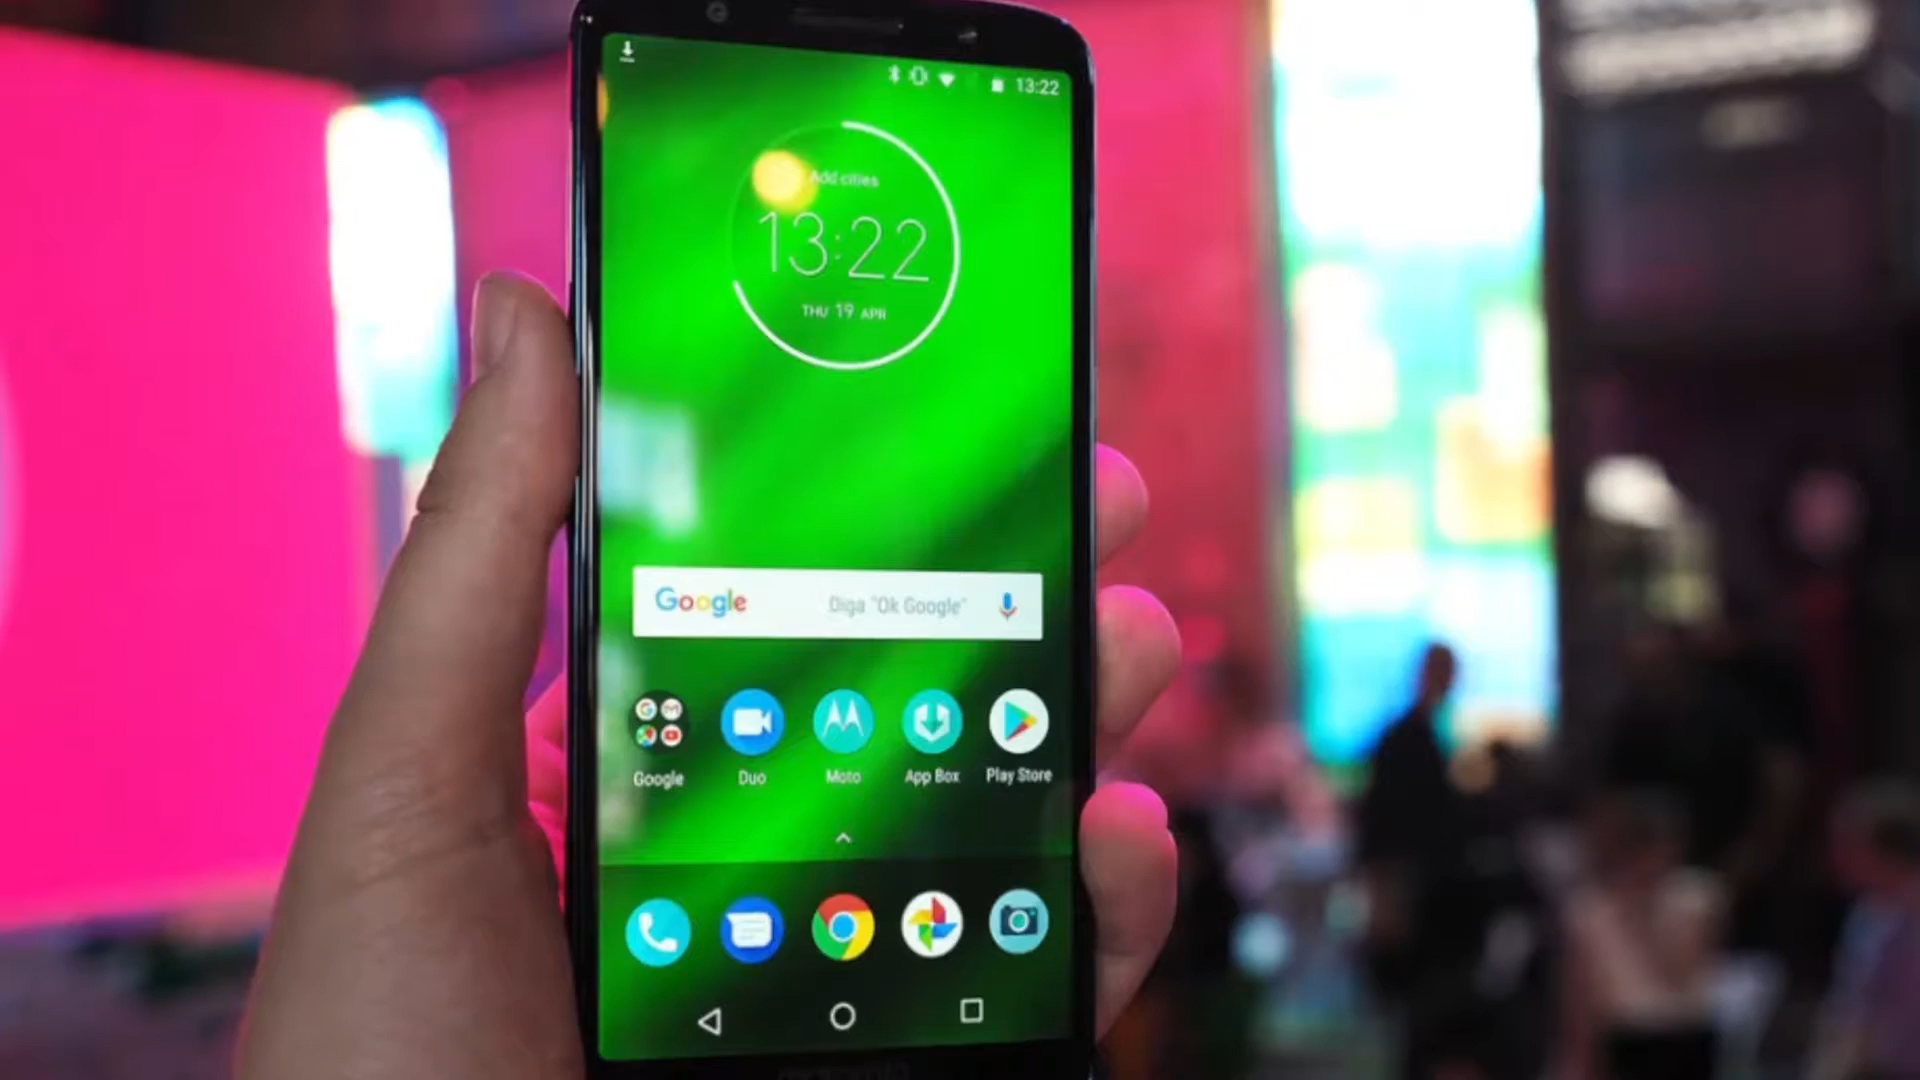 13:22
Add cities
13:22
THU 19 APR
Google Diga "Ok Google"
Google Duo Moto App Box Play Store